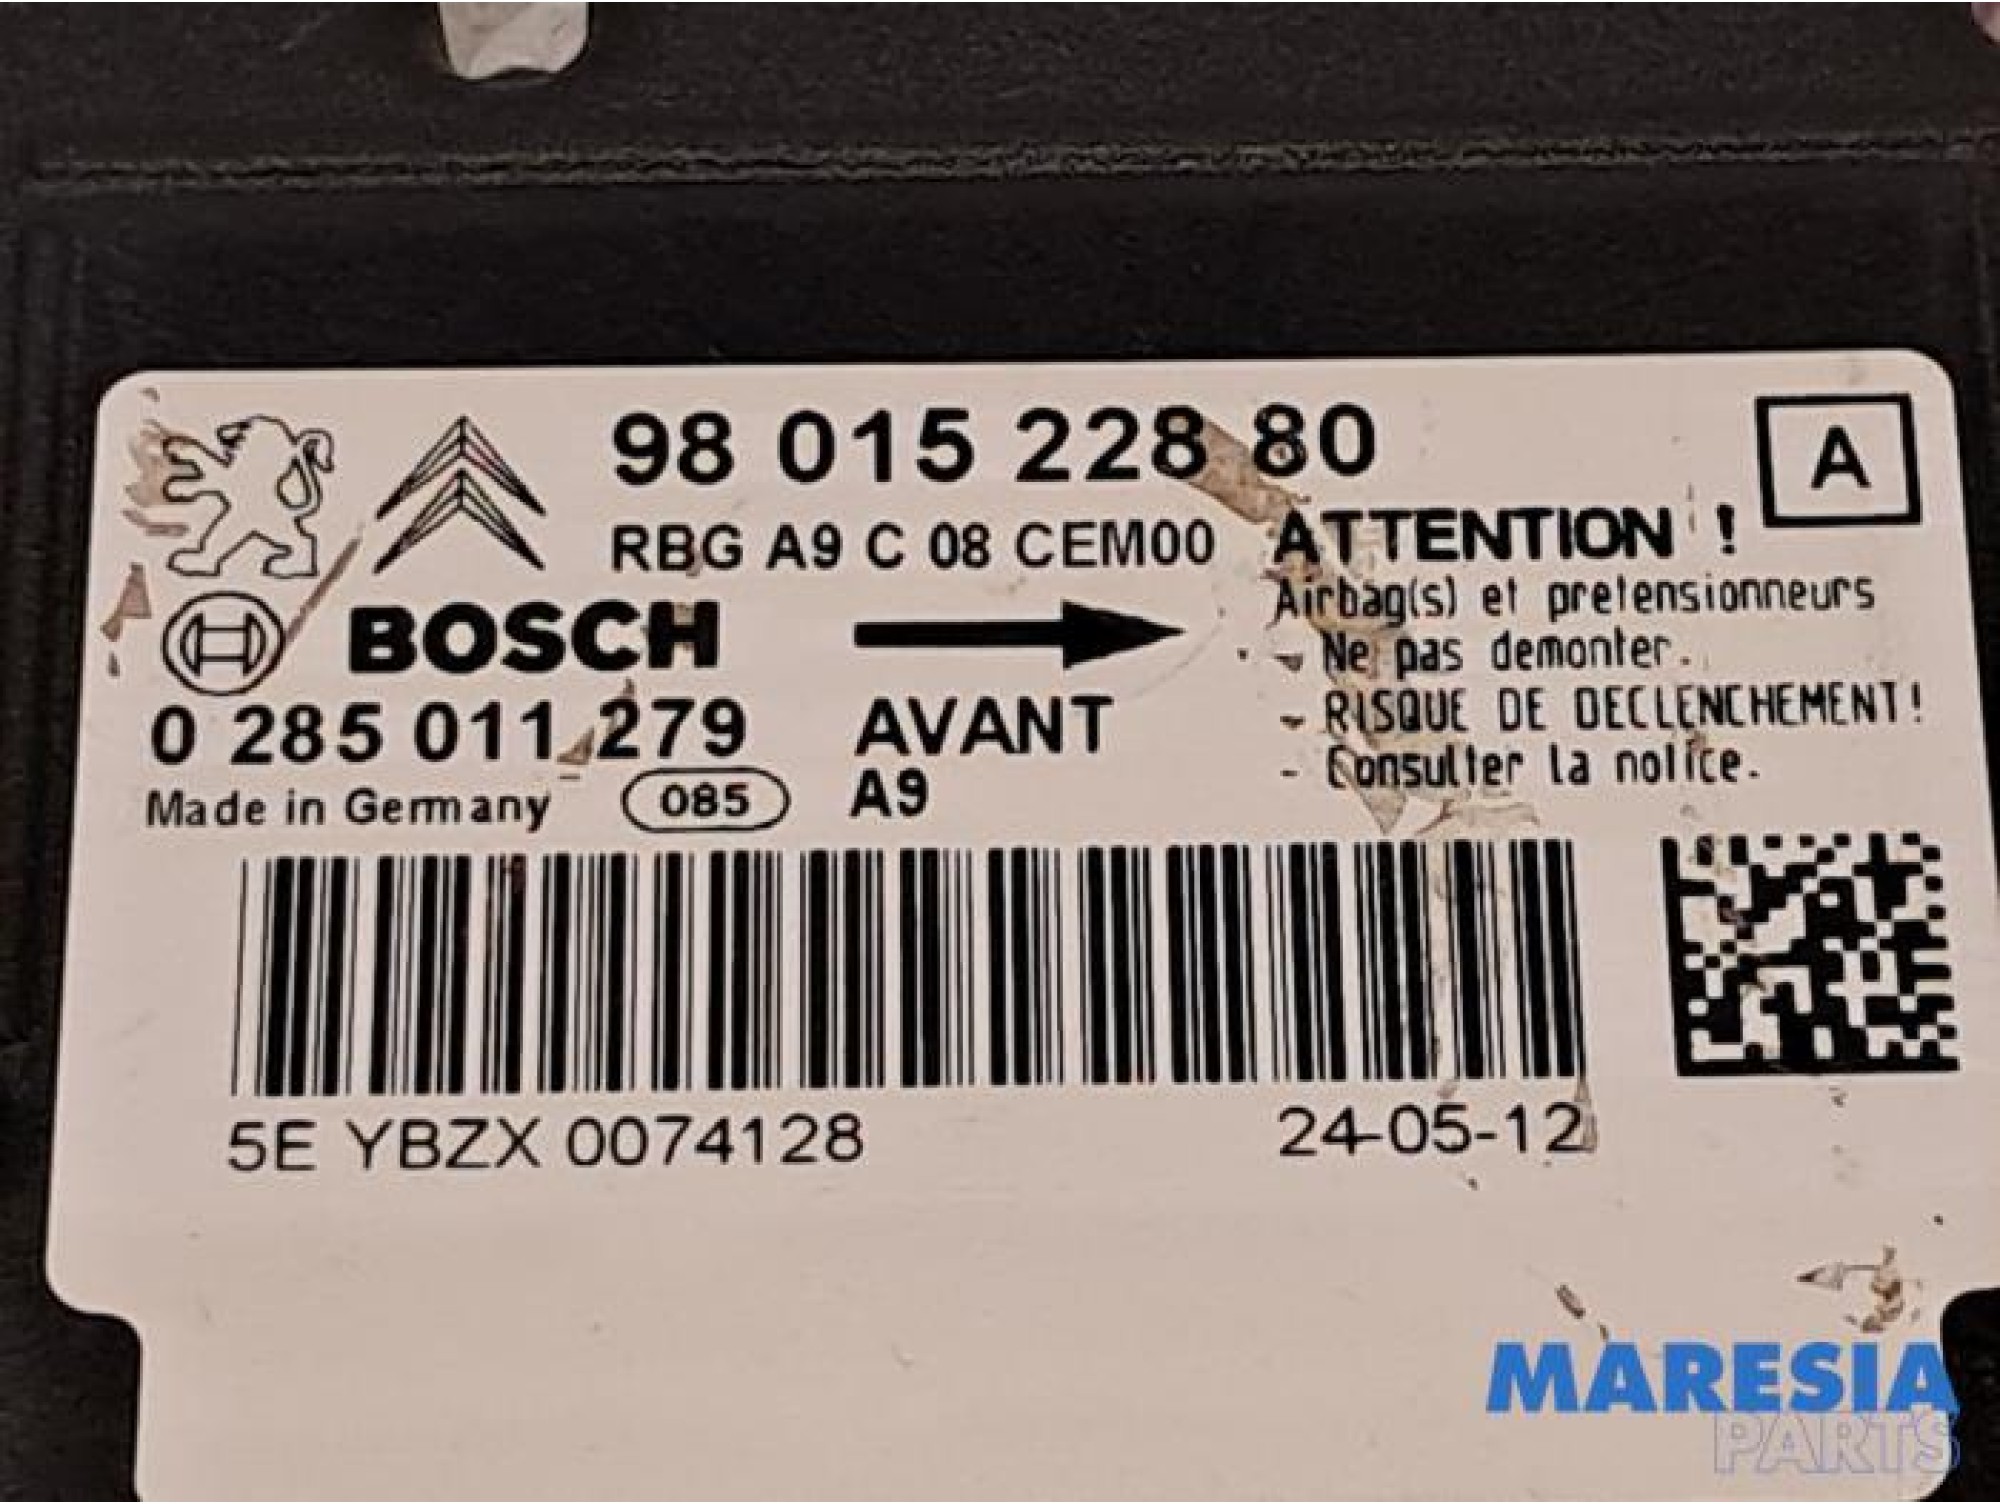 98 015 228 80
A
RBG A9 C 08 CEM00
ATTENTION !
Airbag(s) et pretensionneurs
- Ne pas demonter.
- RISQUE DE DECLENCHEMENT!
- Consulter la notice.
BOSCH
0 285 011 279
AVANT
Made in Germany
085
A9
5E YBZX 0074128
24-05-12
MARESIA
PARTS